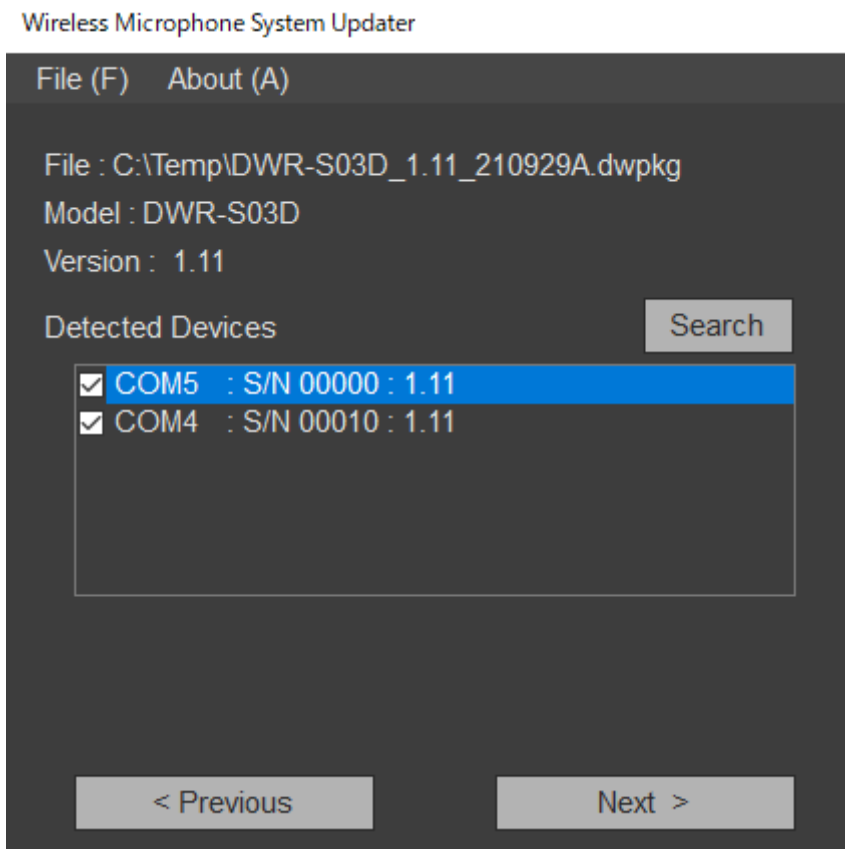 Wireless Microphone System Updater
File (F) About (A)
File : C:\Temp\DWR-S03D_1.11_210929A.dwpkg
Model : DWR-S03D
Version : 1.11
Detected Devices Search
COM5 : S/N 00000 : 1.11
COM4 : S/N 00010 : 1.11
< Previous Next >